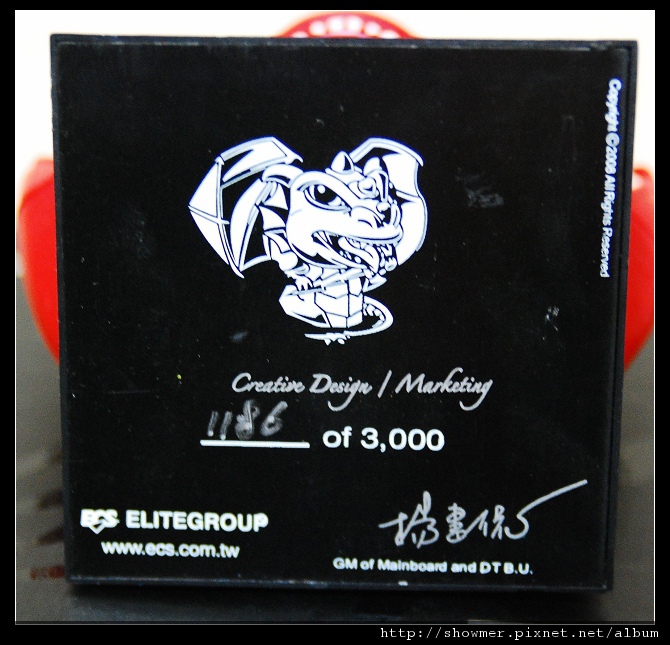 Copyright © 2008 All Rights Reserved
Creative Design / Marketing
1186 of 3,000
ECS ELITEGROUP
www.ecs.com.tw
GM of Mainboard and DT B.U.
http://showmer.pixnet.net/album